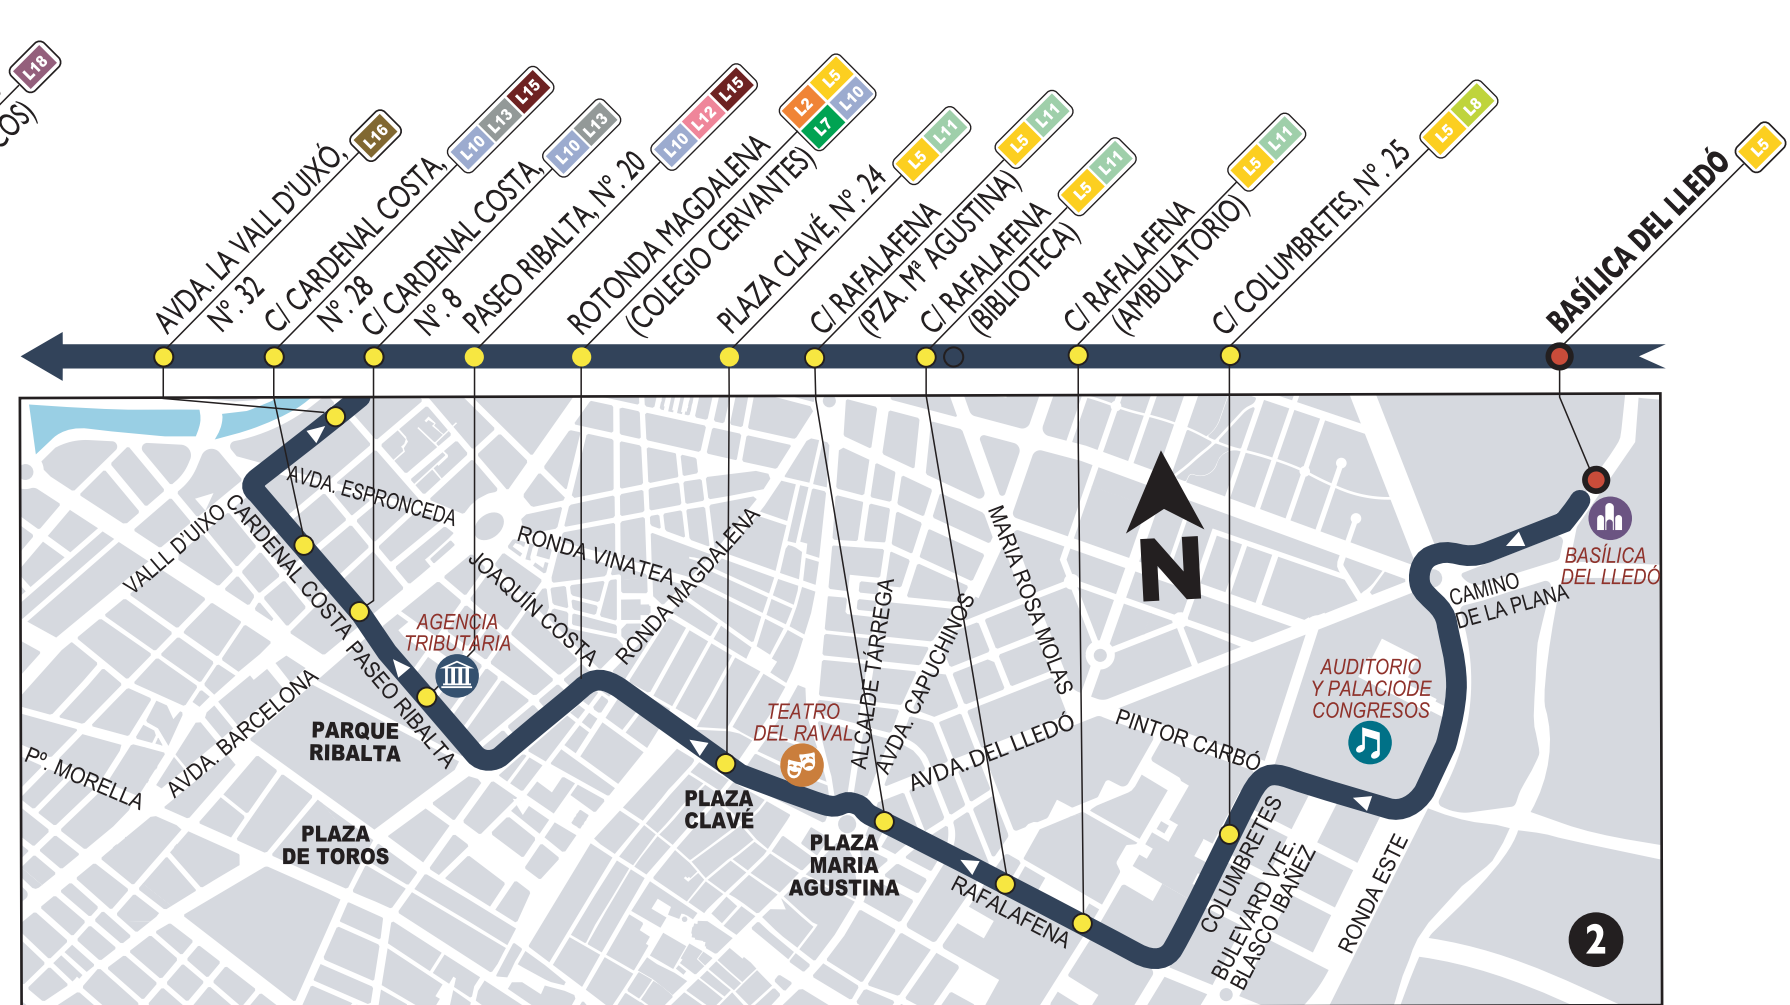 L18
COS)
AVDA. LA VALL D'UIXÓ,
Nº. 32
L16
C/ CARDENAL COSTA,
Nº. 28
L10 L13 L15
C/ CARDENAL COSTA,
Nº. 8
L10 L13
PASEO RIBALTA, Nº. 20
L10 L12 L15
ROTONDA MAGDALENA
(COLEGIO CERVANTES)
L2 L5
L7 L10
PLAZA CLAVÉ, Nº. 24
L5 L11
C/ RAFALAFENA
(PZA. Mª AGUSTINA)
L5 L11
C/ RAFALAFENA
(BIBLIOTECA)
L5 L11
C/ RAFALAFENA
(AMBULATORIO)
L5 L11
C/ COLUMBRETES, Nº. 25
L5 L8
BASÍLICA DEL LLEDÓ
L5
AVDA. ESPRONCEDA
VALLL D'UIXO
CARDENAL COSTA
PASEO RIBALTA
AVDA. BARCELONA
Pº. MORELLA
PARQUE
RIBALTA
PLAZA
DE TOROS
AGENCIA
TRIBUTARIA
JOAQUÍN COSTA
RONDA VINATEA
RONDA MAGDALENA
TEATRO
DEL RAVAL
PLAZA
CLAVÉ
PLAZA
MARIA
AGUSTINA
ALCALDE TÁRREGA
AVDA. CAPUCHINOS
AVDA. DEL LLEDÓ
MARIA ROSA MOLAS
RAFALAFENA
N
PINTOR CARBÓ
COLUMBRETES
BULEVARD VTE.
BLASCO IBAÑEZ
RONDA ESTE
AUDITORIO
Y PALACIODE
CONGRESOS
CAMINO
DE LA PLANA
BASÍLICA
DEL LLEDÓ
2